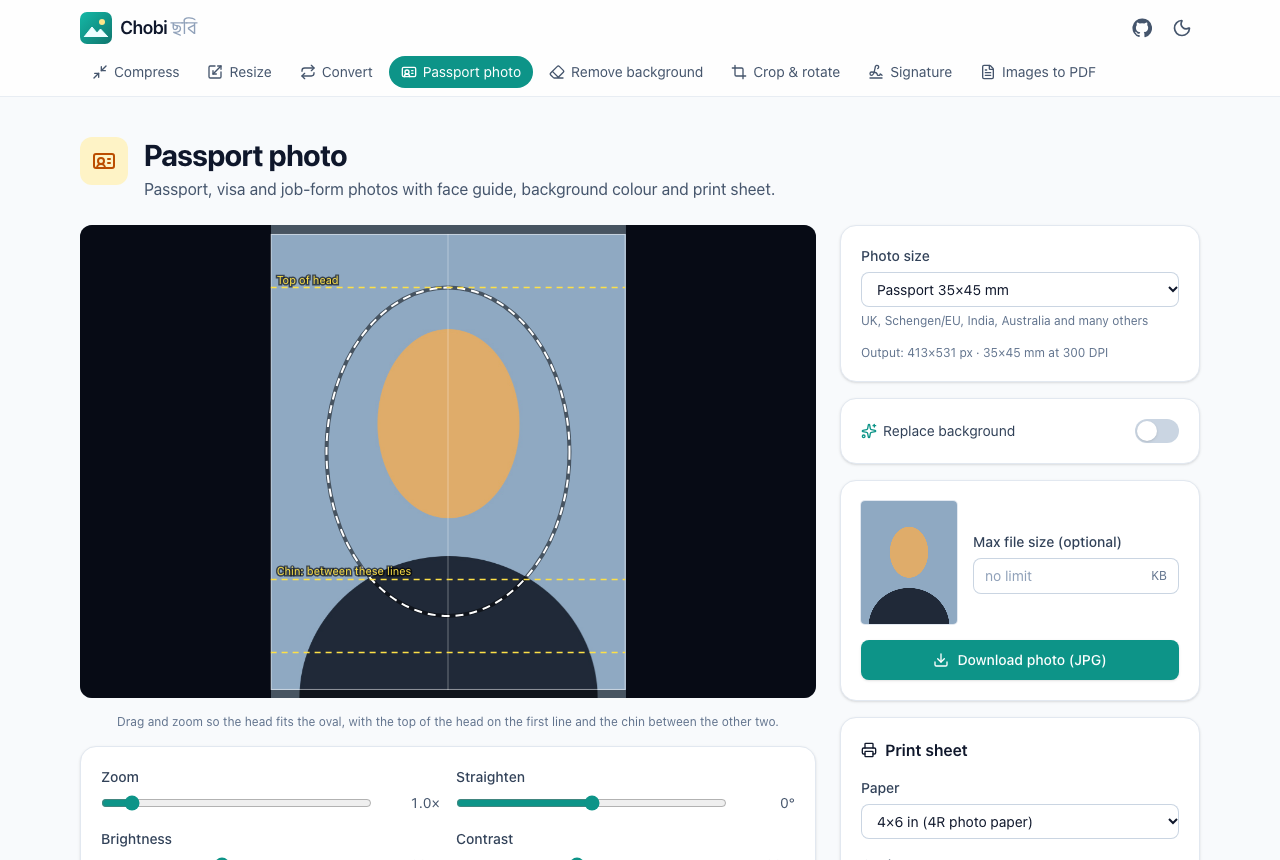 Chobi ছবি
Compress
Resize
Convert
Passport photo
Remove background
Crop & rotate
Signature
Images to PDF
Passport photo
Passport, visa and job-form photos with face guide, background colour and print sheet.
Top of head
Chin: between these lines
Drag and zoom so the head fits the oval, with the top of the head on the first line and the chin between the other two.
Zoom
1.0×
Straighten
0°
Brightness
Contrast
Photo size
Passport 35×45 mm
UK, Schengen/EU, India, Australia and many others
Output: 413×531 px · 35×45 mm at 300 DPI
Replace background
Max file size (optional)
no limit
KB
Download photo (JPG)
Print sheet
Paper
4×6 in (4R photo paper)